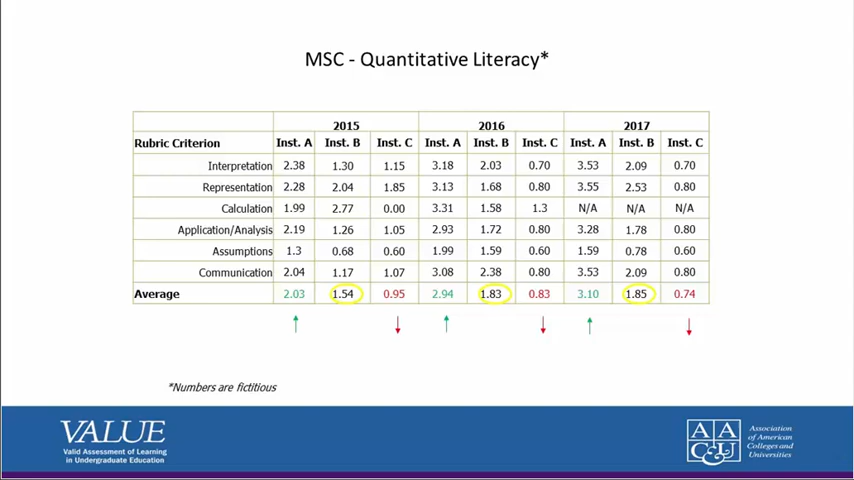 MSC - Quantitative Literacy*
2015 2016 2017
Rubric Criterion Inst. A Inst. B Inst. C Inst. A Inst. B Inst. C Inst. A Inst. B Inst. C
Interpretation 2.38 1.30 1.15 3.18 2.03 0.70 3.53 2.09 0.70
Representation 2.28 2.04 1.85 3.13 1.68 0.80 3.55 2.53 0.80
Calculation 1.99 2.77 0.00 3.31 1.58 1.3 N/A N/A N/A
Application/Analysis 2.19 1.26 1.05 2.93 1.72 0.80 3.28 1.78 0.80
Assumptions 1.3 0.68 0.60 1.99 1.59 0.60 1.59 0.78 0.60
Communication 2.04 1.17 1.07 3.08 2.38 0.80 3.53 2.09 0.80
Average 2.03 1.54 0.95 2.94 1.83 0.83 3.10 1.85 0.74
*Numbers are fictitious
VALUE
Valid Assessment of Learning
in Undergraduate Education
AA
C&U
Association
of American
Colleges and
Universities